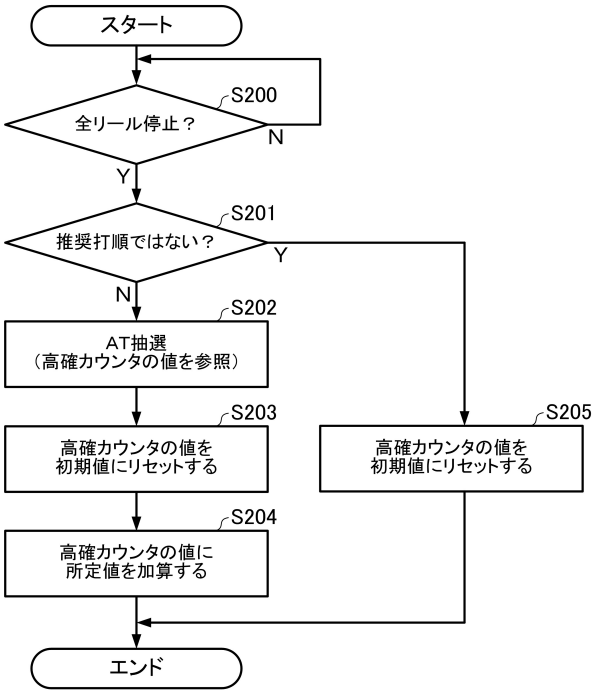 スタート
S200
全リール停止?
N
Y
S201
推奨打順ではない?
Y
N
S202
AT抽選
(高確カウンタの値を参照)
S203
高確カウンタの値を
初期値にリセットする
S205
高確カウンタの値を
初期値にリセットする
S204
高確カウンタの値に
所定値を加算する
エンド